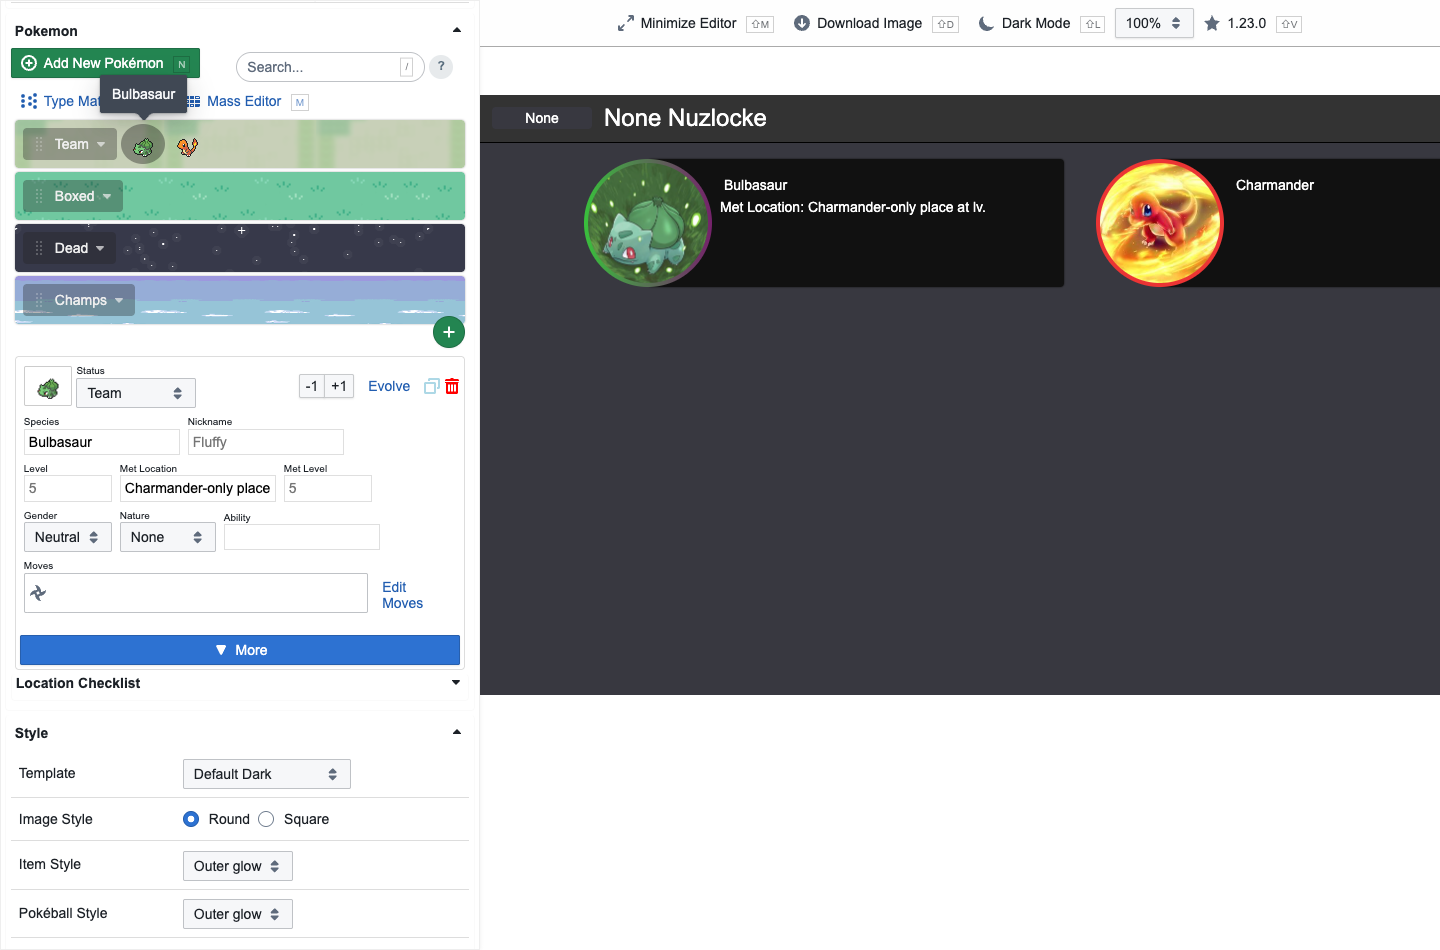 Pokemon
Add New Pokémon N
Search... /
?
Bulbasaur
Type Mat
Mass Editor M
Team
Boxed
Dead
Champs
Status
Team
-1 +1 Evolve
Species
Bulbasaur
Nickname
Fluffy
Level
5
Met Location
Charmander-only place
Met Level
5
Gender
Neutral
Nature
None
Ability
Moves
Edit
Moves
More
Location Checklist
Style
Template
Default Dark
Image Style
Round
Square
Item Style
Outer glow
Pokéball Style
Outer glow
Minimize Editor ⇧M
Download Image ⇧D
Dark Mode ⇧L
100%
1.23.0 ⇧V
None
None Nuzlocke
Bulbasaur
Met Location: Charmander-only place at lv.
Charmander